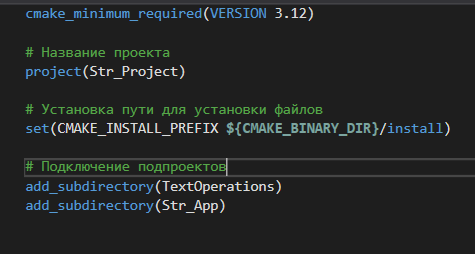 cmake_minimum_required(VERSION 3.12)
# Название проекта
project(Str_Project)
# Установка пути для установки файлов
set(CMAKE_INSTALL_PREFIX ${CMAKE_BINARY_DIR}/install)
# Подключение подпроектов
add_subdirectory(TextOperations)
add_subdirectory(Str_App)